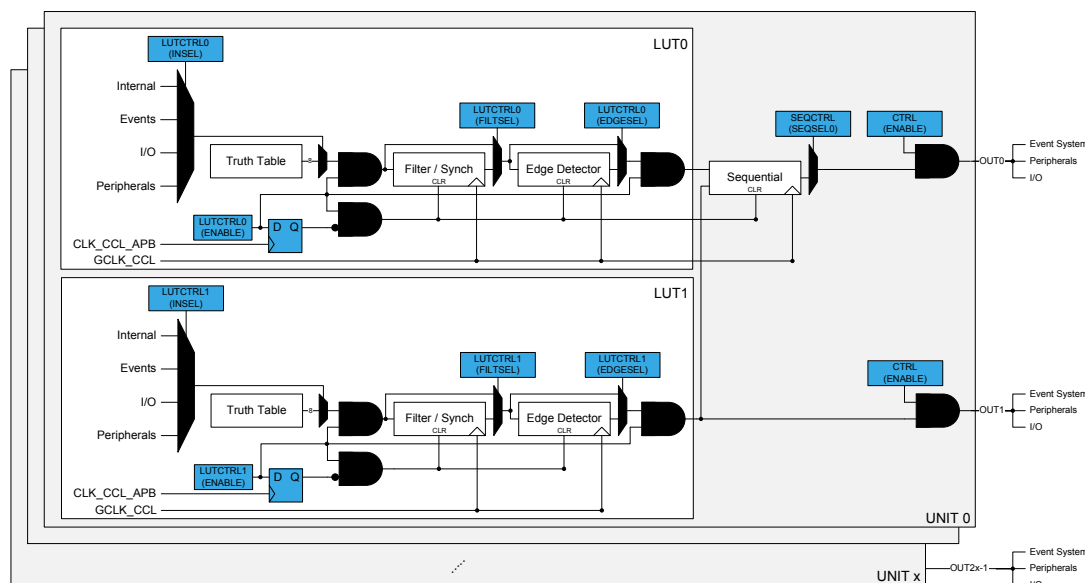 LUTCTRL0
(INSEL)
LUT0
Internal
Events
I/O
Peripherals
Truth Table
8
LUTCTRL0
(FILTSEL)
LUTCTRL0
(EDGESEL)
Filter / Synch
CLR
Edge Detector
CLR
SEQCTRL
(SEQSEL0)
CTRL
(ENABLE)
Sequential
CLR
OUT0
Event System
Peripherals
I/O
LUTCTRL0
(ENABLE)
D Q
CLK_CCL_APB
GCLK_CCL
LUTCTRL1
(INSEL)
LUT1
Internal
Events
I/O
Peripherals
Truth Table
8
LUTCTRL1
(FILTSEL)
LUTCTRL1
(EDGESEL)
Filter / Synch
CLR
Edge Detector
CLR
CTRL
(ENABLE)
OUT1
Event System
Peripherals
I/O
LUTCTRL1
(ENABLE)
D Q
CLK_CCL_APB
GCLK_CCL
UNIT 0
UNIT x
OUT2x-1
Event System
Peripherals
I/O